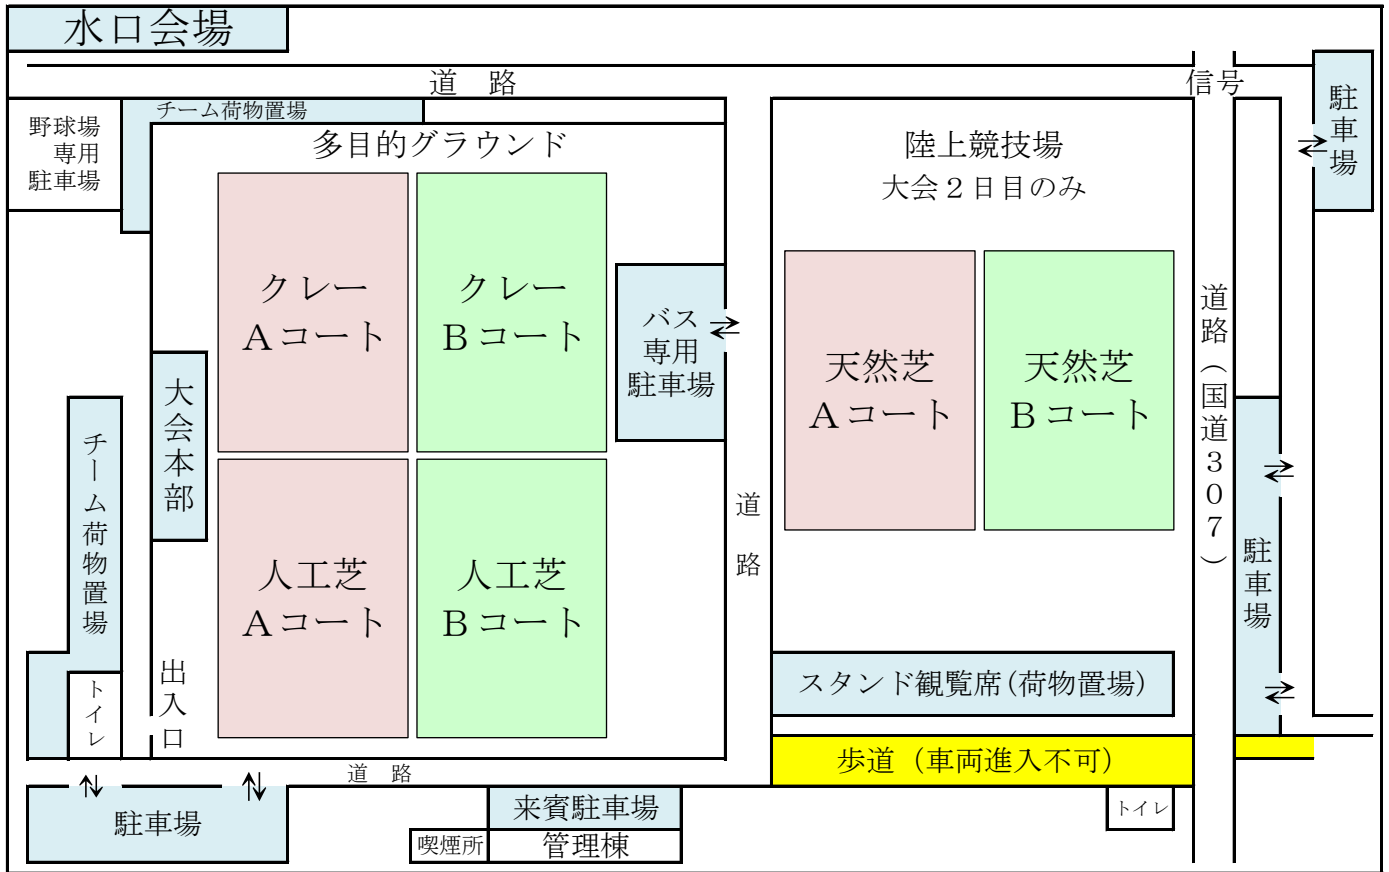 水口会場
道 路
信号
駐車場
チーム荷物置場
野球場
専用
駐車場
多目的グラウンド
陸上競技場
大会２日目のみ
クレー
Ａコート
クレー
Ｂコート
バス
専用
駐車場
天然芝
Ａコート
天然芝
Ｂコート
道路（国道３０７）
大会本部
チーム荷物置場
道路
人工芝
Ａコート
人工芝
Ｂコート
駐車場
出入口
トイレ
スタンド観覧席(荷物置場)
歩道（車両進入不可）
道 路
駐車場
来賓駐車場
トイレ
喫煙所
管理棟